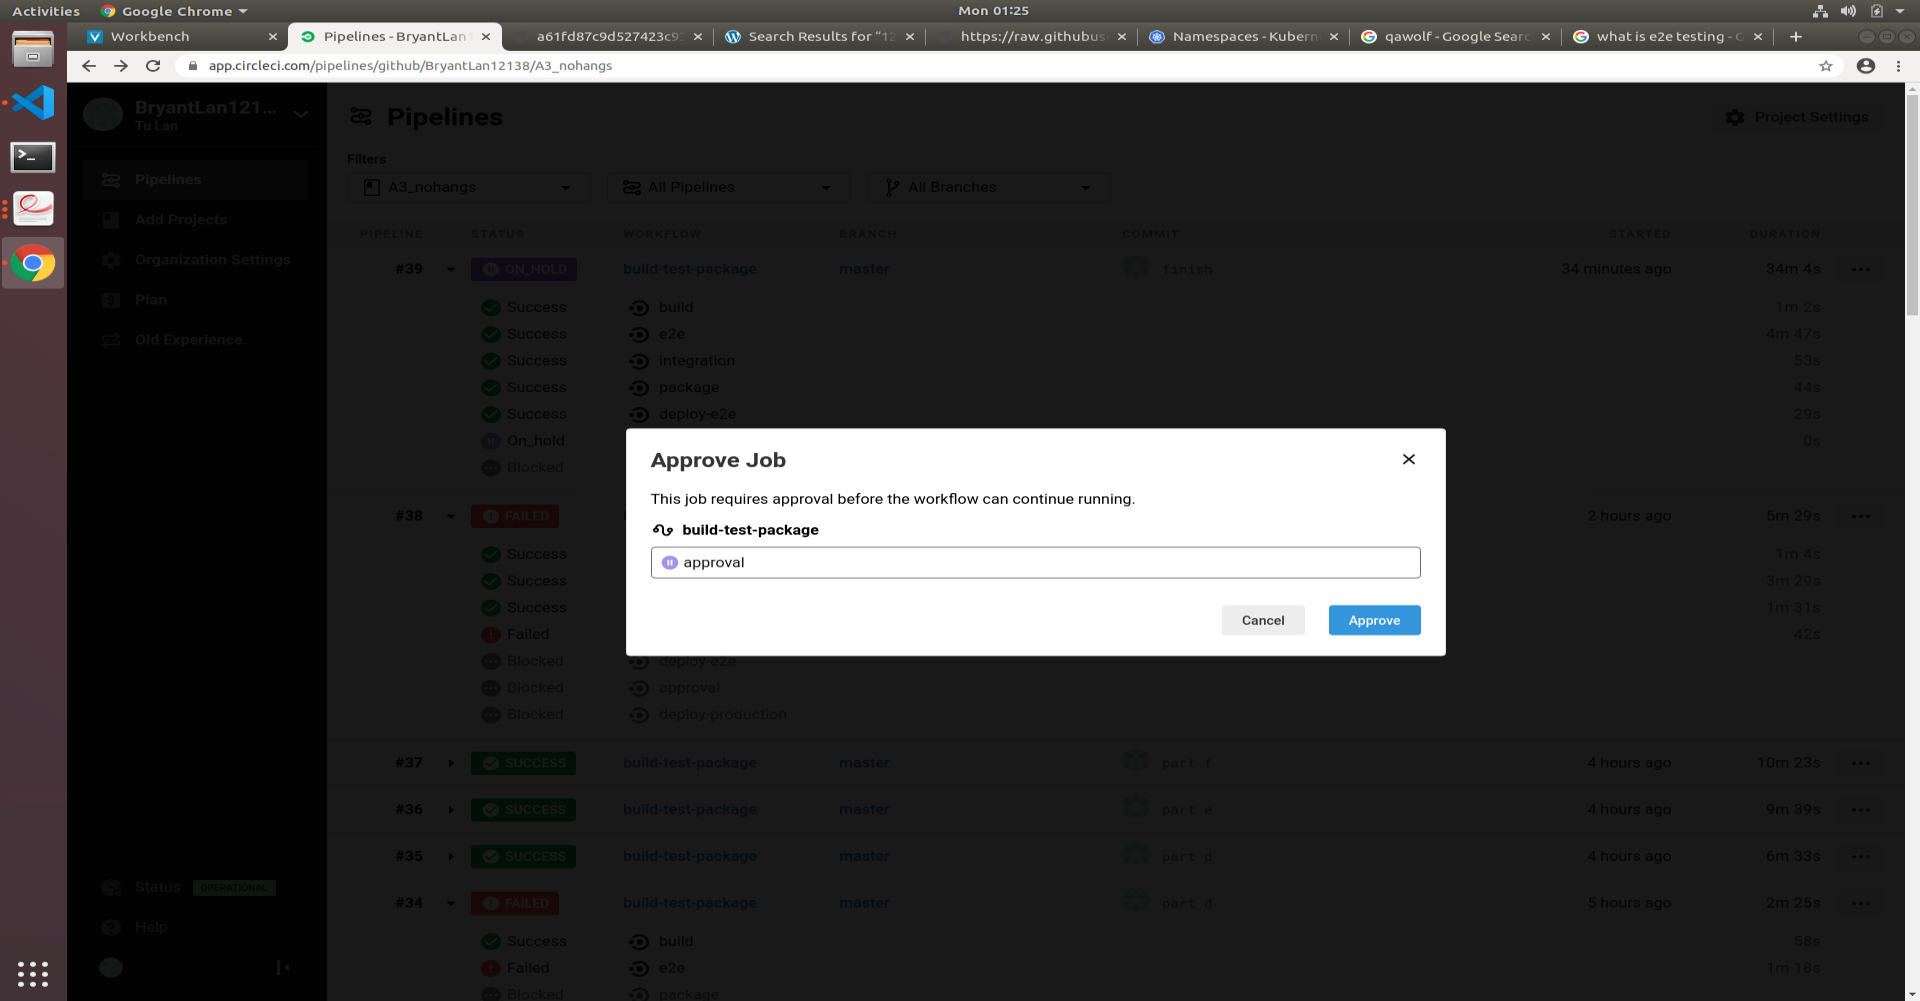 Activities Google Chrome Mon 01:25
Workbench Pipelines - BryantLan1 a61fd87c9d527423c9 Search Results for “12 https://raw.githubus Namespaces - Kubern qawolf - Google Searc what is e2e testing -
app.circleci.com/pipelines/github/BryantLan12138/A3_nohangs
BryantLan121...
Tu Lan
Pipelines
Add Projects
Organization Settings
Plan
Old Experience
Status OPERATIONAL
Help
Pipelines Project Settings
Filters
A3_nohangs All Pipelines All Branches
PIPELINE STATUS WORKFLOW BRANCH COMMIT STARTED DURATION
#39 ON_HOLD build-test-package master finish 34 minutes ago 34m 4s
Success build 1m 2s
Success e2e 4m 47s
Success integration 53s
Success package 44s
Success deploy-e2e 29s
On_hold 0s
Blocked
#38 FAILED 2 hours ago 5m 29s
Success 1m 4s
Success 3m 29s
Success 1m 31s
Failed 42s
Blocked deploy-e2e
Blocked approval
Blocked deploy-production
#37 SUCCESS build-test-package master part f 4 hours ago 10m 23s
#36 SUCCESS build-test-package master part e 4 hours ago 9m 39s
#35 SUCCESS build-test-package master part d 4 hours ago 6m 33s
#34 FAILED build-test-package master part d 5 hours ago 2m 25s
Success build 58s
Failed e2e 1m 18s
Blocked package
Approve Job
This job requires approval before the workflow can continue running.
build-test-package
approval
Cancel Approve